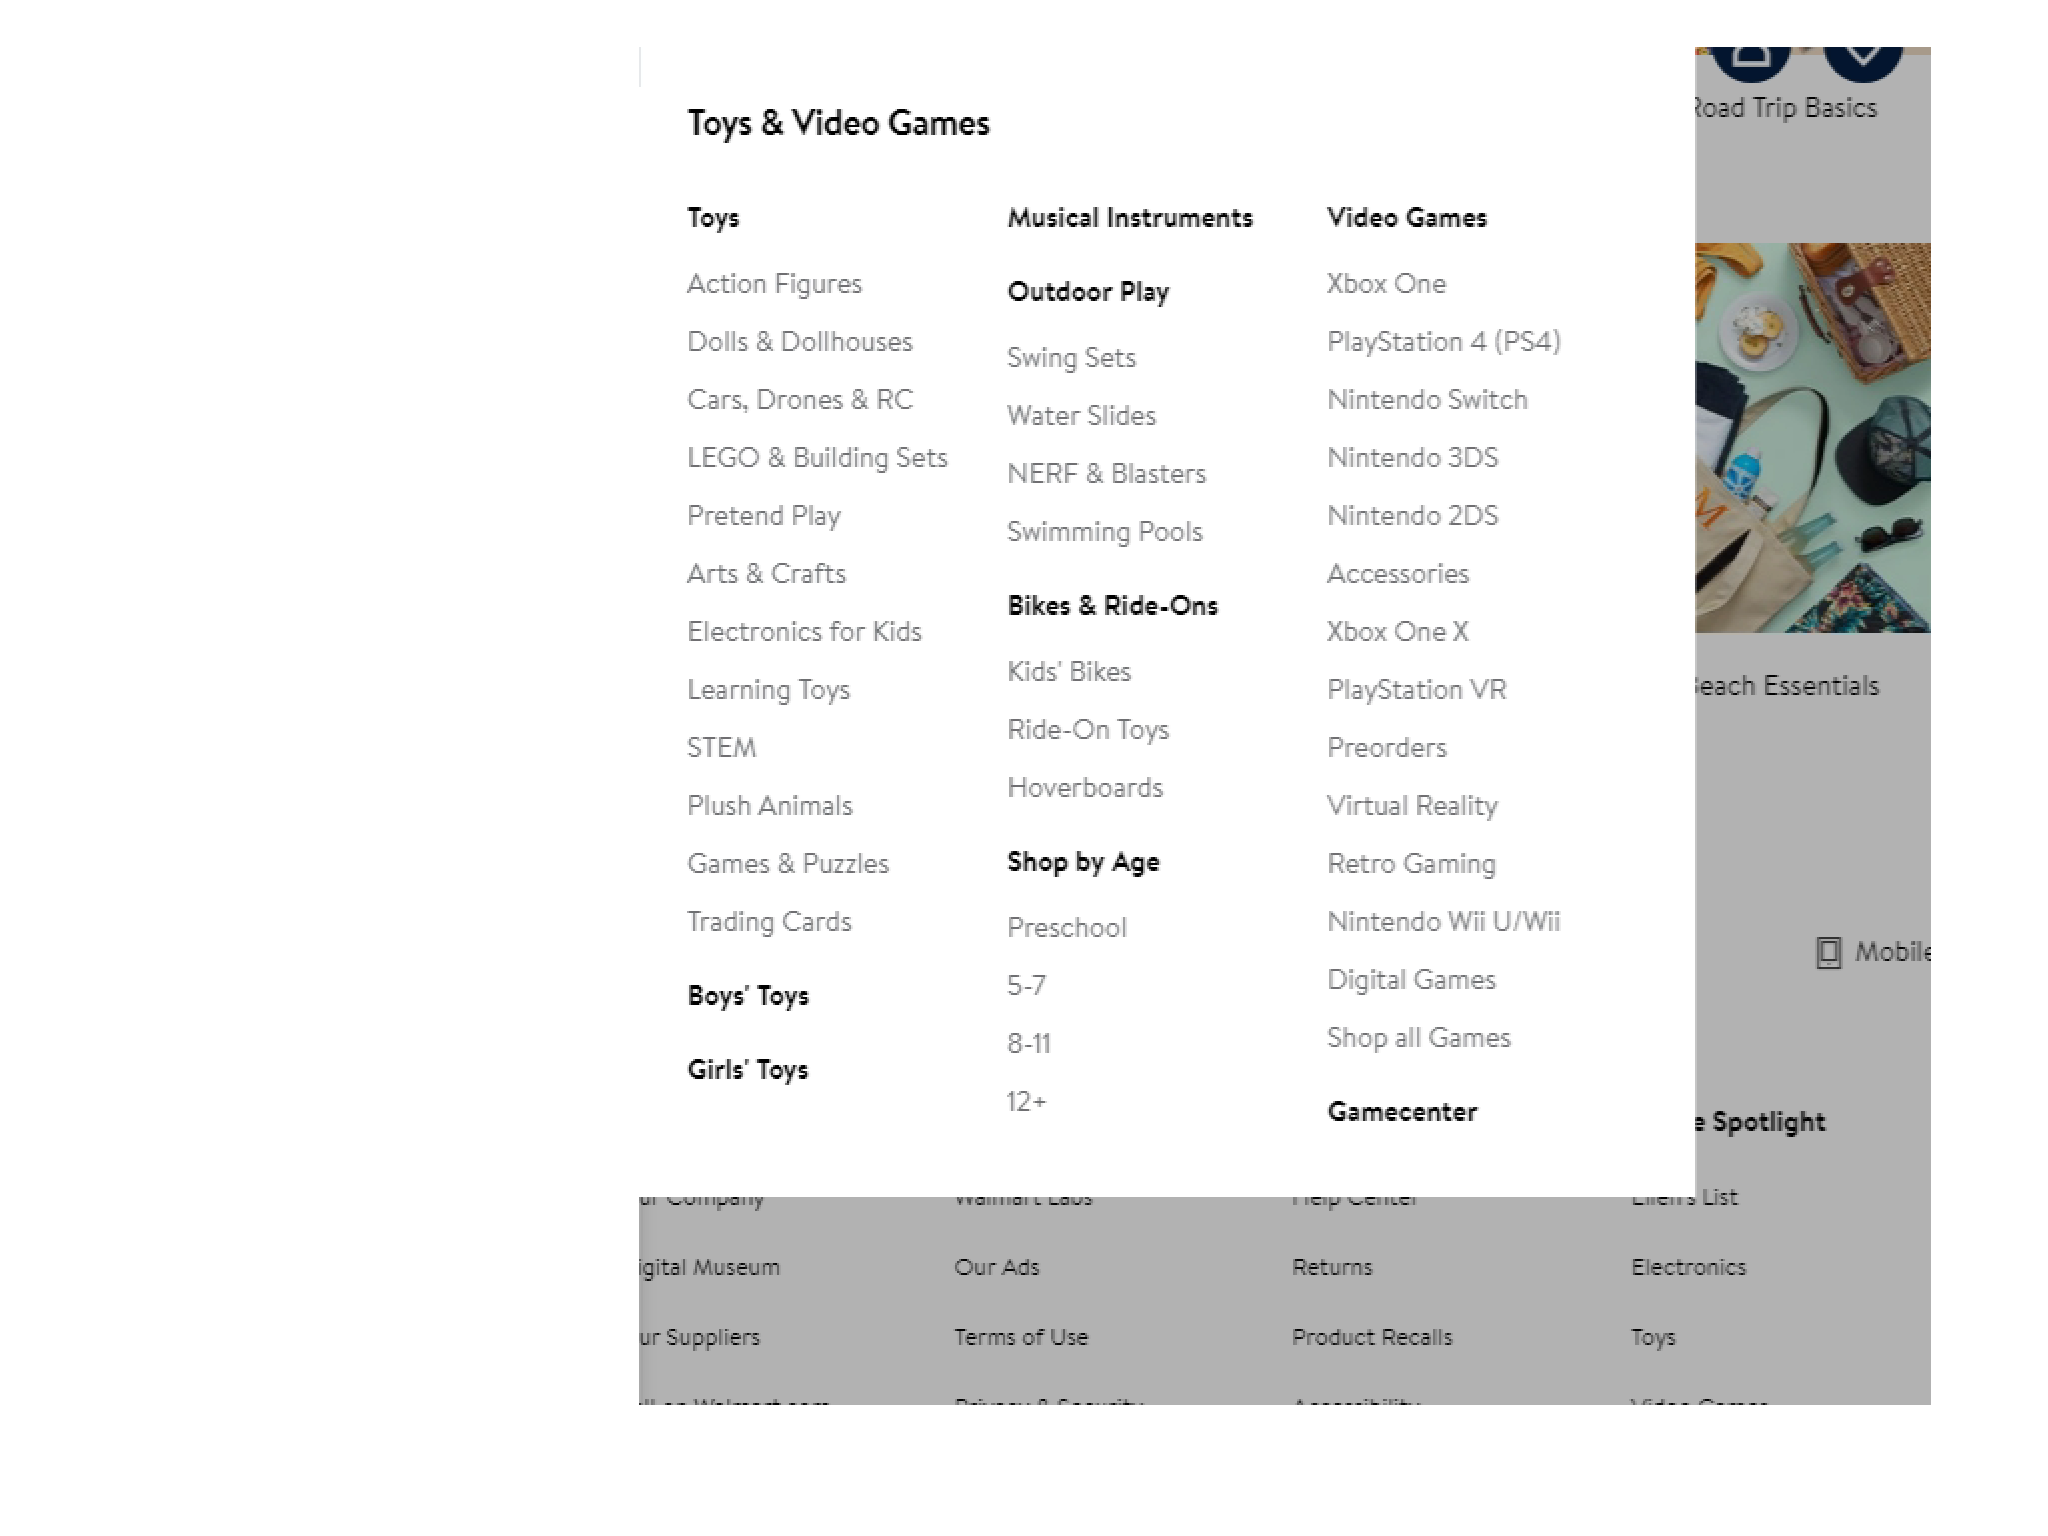 Toys & Video Games
Toys
Action Figures
Dolls & Dollhouses
Cars, Drones & RC
LEGO & Building Sets
Pretend Play
Arts & Crafts
Electronics for Kids
Learning Toys
STEM
Plush Animals
Games & Puzzles
Trading Cards
Boys' Toys
Girls' Toys
Musical Instruments
Outdoor Play
Swing Sets
Water Slides
NERF & Blasters
Swimming Pools
Bikes & Ride-Ons
Kids' Bikes
Ride-On Toys
Hoverboards
Shop by Age
Preschool
5-7
8-11
12+
Video Games
Xbox One
PlayStation 4 (PS4)
Nintendo Switch
Nintendo 3DS
Nintendo 2DS
Accessories
Xbox One X
PlayStation VR
Preorders
Virtual Reality
Retro Gaming
Nintendo Wii U/Wii
Digital Games
Shop all Games
Gamecenter
Road Trip Basics
M
Beach Essentials
Mobile
e Spotlight
ur Company
igital Museum
ur Suppliers
Walmart Labs
Our Ads
Terms of Use
Privacy & Security
Help Center
Returns
Product Recalls
Accessibility
Ellen's List
Electronics
Toys
Video Games